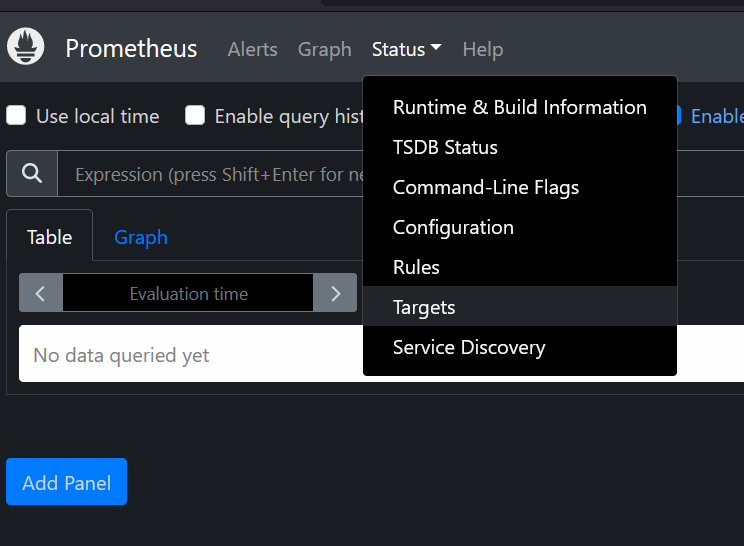 Prometheus Alerts Graph Status Help
Use local time Enable query hist
Enable
Expression (press Shift+Enter for ne
Runtime & Build Information
TSDB Status
Command-Line Flags
Configuration
Rules
Targets
Service Discovery
Table Graph
Evaluation time
No data queried yet
Add Panel